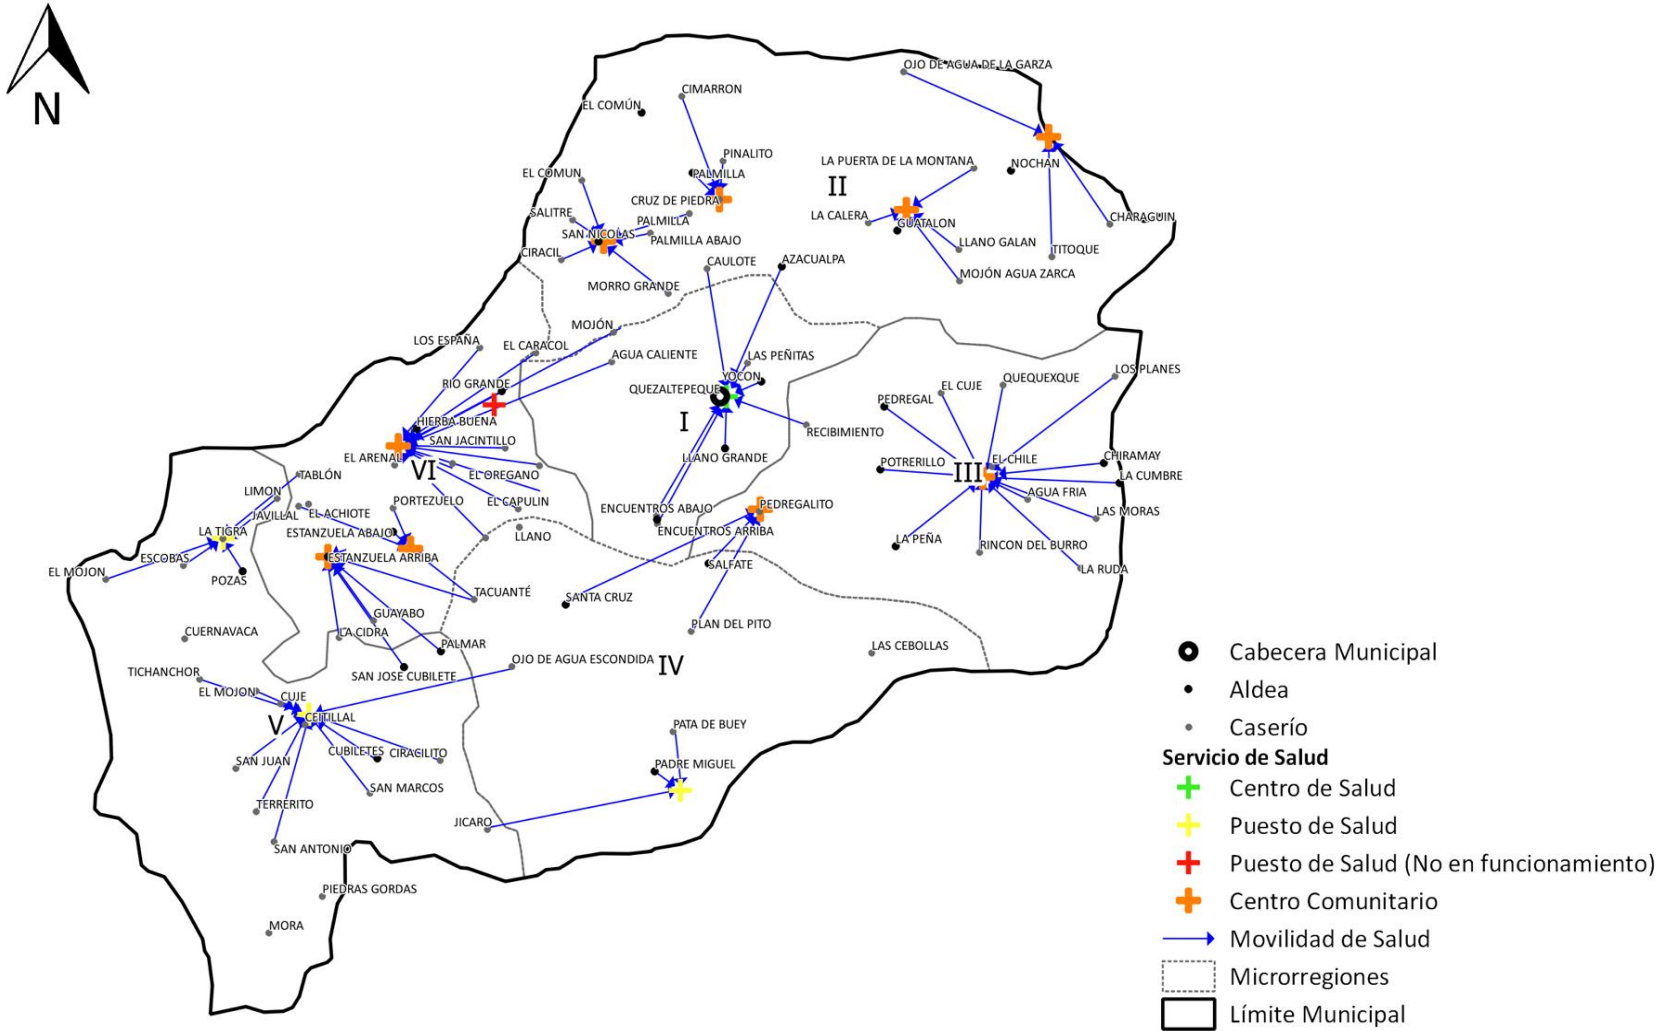 N
OJO DE AGUA DE LA GARZA
CIMARRON
EL COMÚN
PINALITO
LA PUERTA DE LA MONTANA
NOCHAN
EL COMUN
PALMILLA
II
CRUZ DE PIEDRA
SALITRE
PALMILLA
LA CALERA
GUATALON
CHARAGUIN
SAN NICOLAS
PALMILLA ABAJO
LLANO GALAN
TITOQUE
CIRACIL
CAULOTE
AZACUALPA
MOJÓN AGUA ZARCA
MORRO GRANDE
MOJÓN
LOS ESPAÑA
EL CARACOL
AGUA CALIENTE
LAS PEÑITAS
LOS PLANES
YOCON
RIO GRANDE
QUEZALTEPEQUE
EL CUJE
QUEQUEXQUE
PEDREGAL
HIERBA BUENA
I
RECIBIMIENTO
SAN JACINTILLO
EL ARENAL
LLANO GRANDE
POTRERILLO
EL CHILE
CHIRAMAY
VI
III
TABLÓN
EL OREGANO
LA CUMBRE
LIMON
PORTEZUELO
EL CAPULIN
AGUA FRIA
JAVILLAL
EL ACHIOTE
ENCUENTROS ABAJO
PEDREGALITO
LAS MORAS
LA TIGRA
ESTANZUELA ABAJO
LLANO
ENCUENTROS ARRIBA
LA PEÑA
RINCON DEL BURRO
ESCOBAS
ESTANZUELA ARRIBA
EL MOJON
POZAS
SALFATE
LA RUDA
TACUANTÉ
SANTA CRUZ
GUAYABO
PLAN DEL PITO
CUERNAVACA
LA CIDRA
PALMAR
LAS CEBOLLAS
TICHANCHOR
SAN JOSE CUBILETE
OJO DE AGUA ESCONDIDA
IV
EL MOJON
CUJE
CEITILLAL
V
PATA DE BUEY
SAN JUAN
CUBILETES
CIRACILITO
PADRE MIGUEL
SAN MARCOS
TERRERITO
JICARO
SAN ANTONIO
PIEDRAS GORDAS
MORA
Cabecera Municipal
Aldea
Caserío
Servicio de Salud
Centro de Salud
Puesto de Salud
Puesto de Salud (No en funcionamiento)
Centro Comunitario
Movilidad de Salud
Microrregiones
Límite Municipal